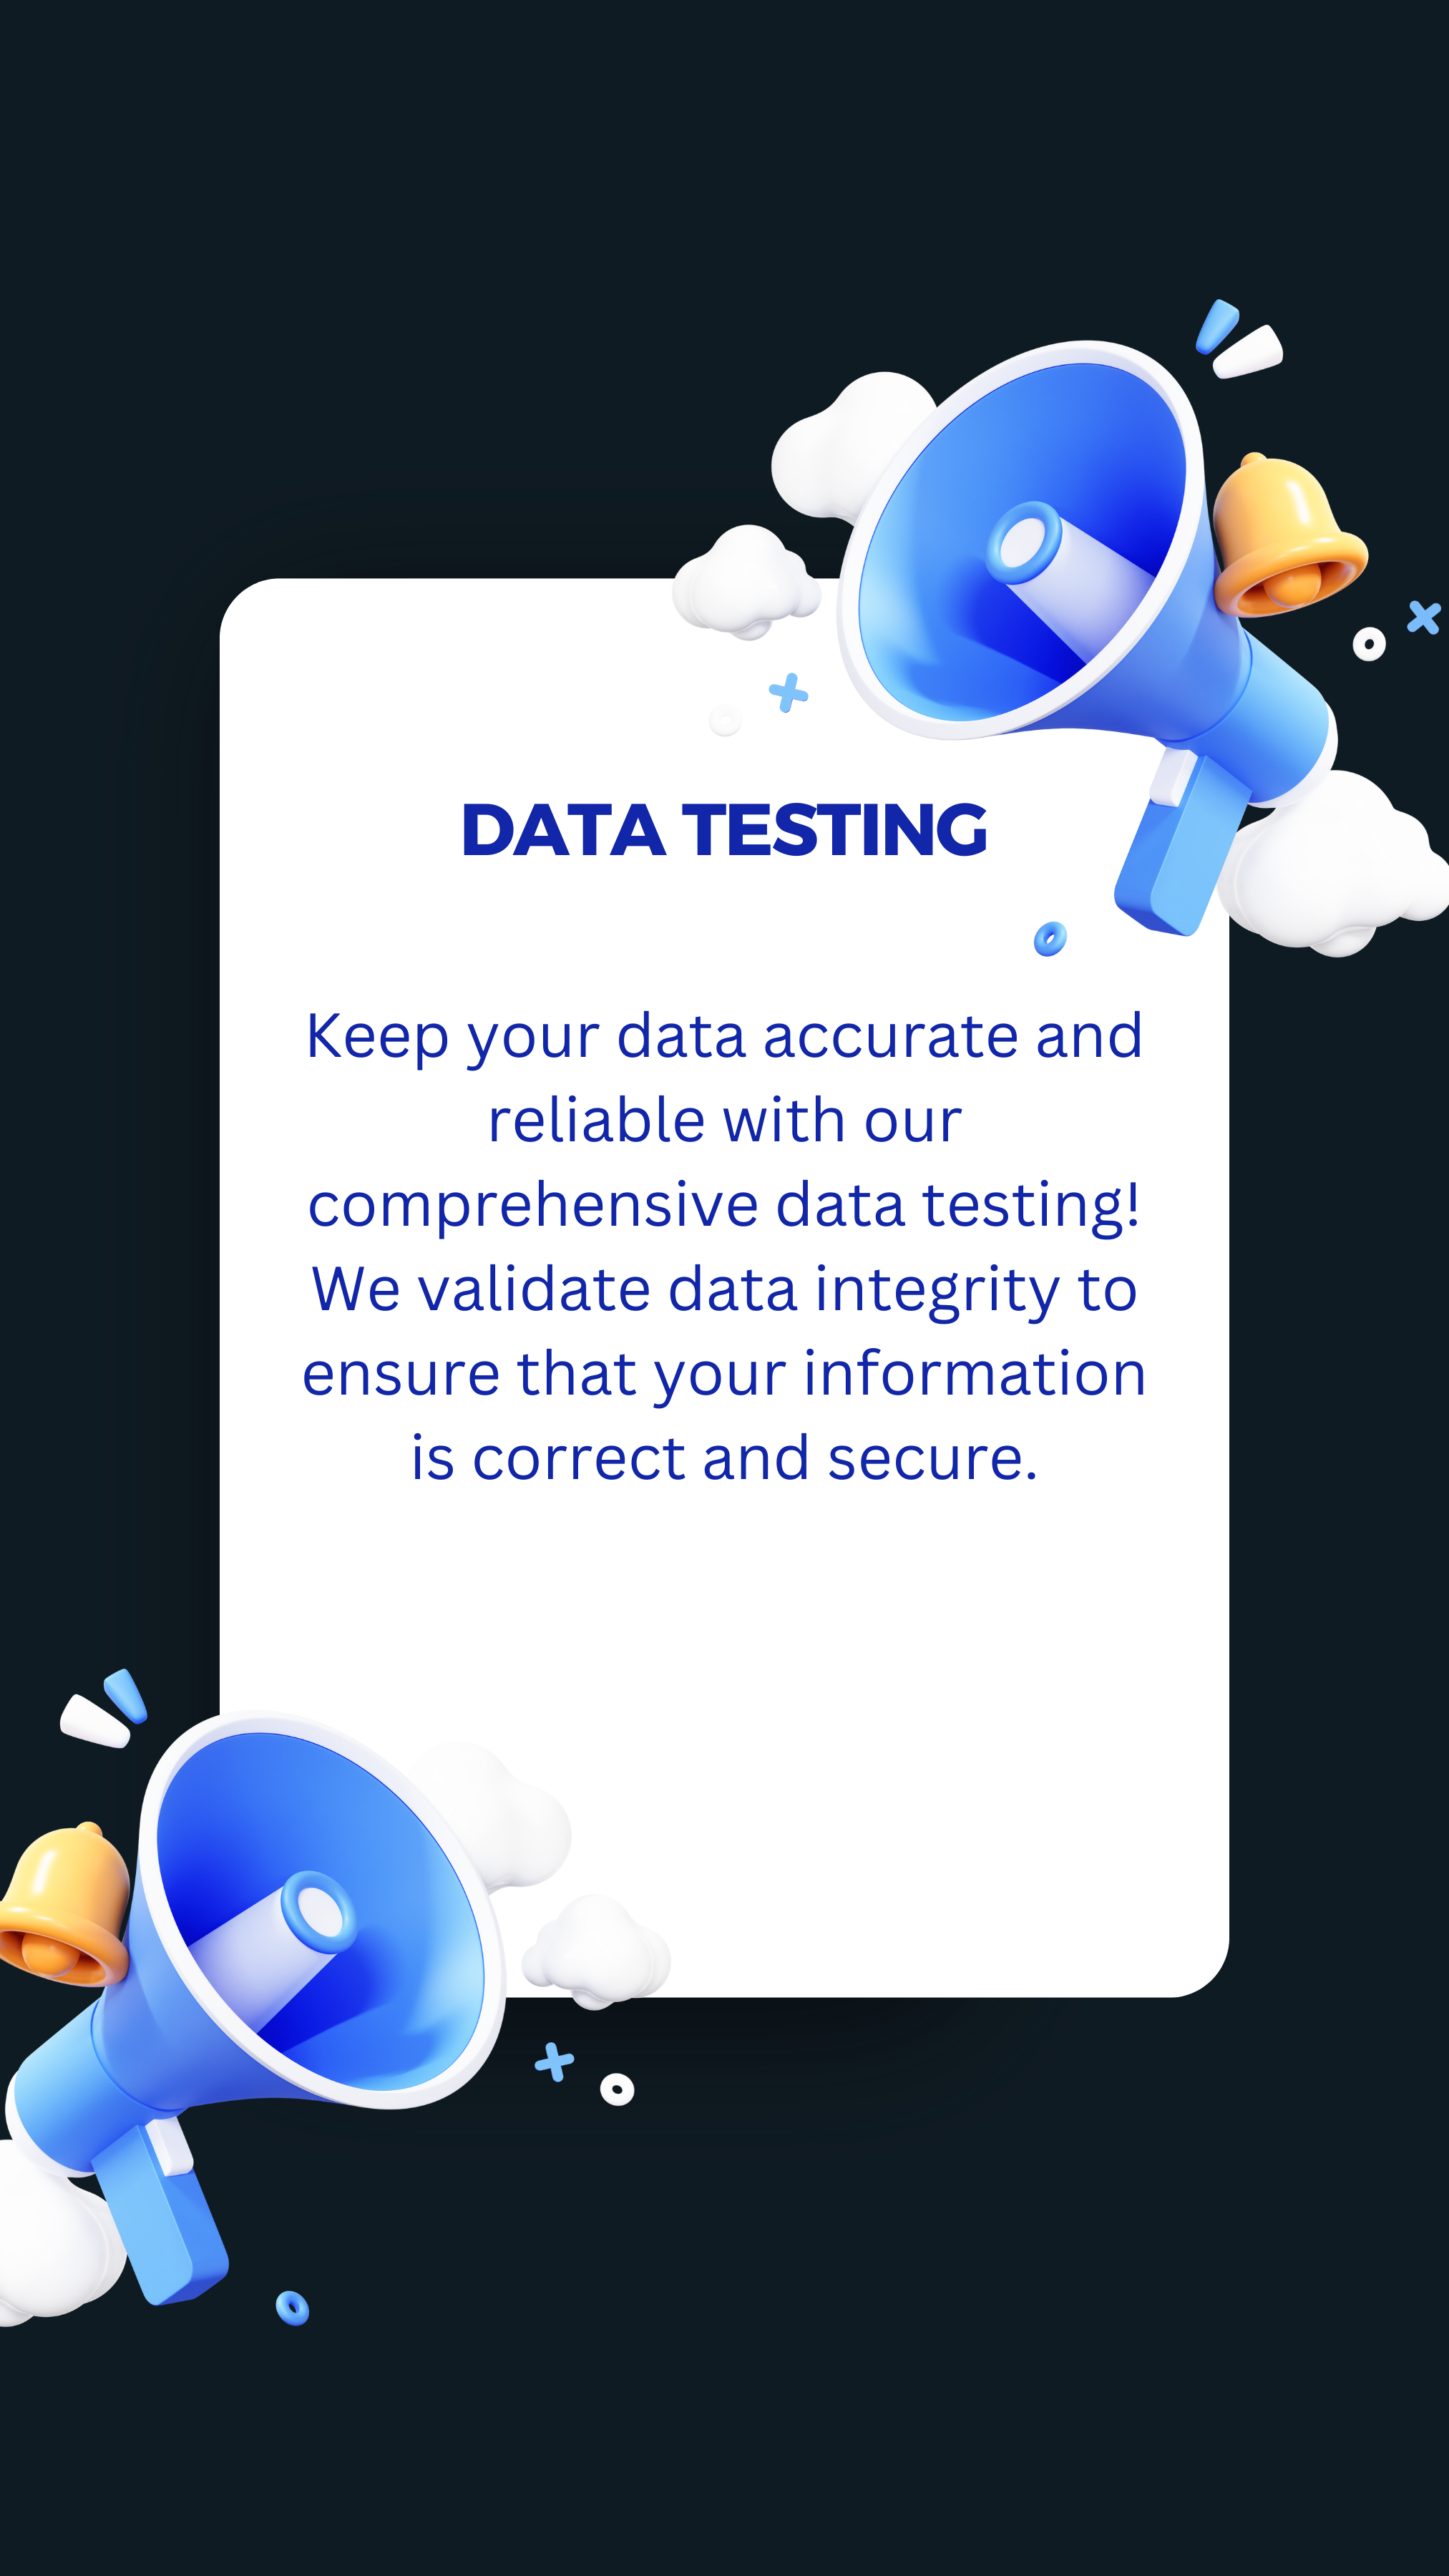 DATA TESTING
Keep your data accurate and
reliable with our
comprehensive data testing!
We validate data integrity to
ensure that your information
is correct and secure.